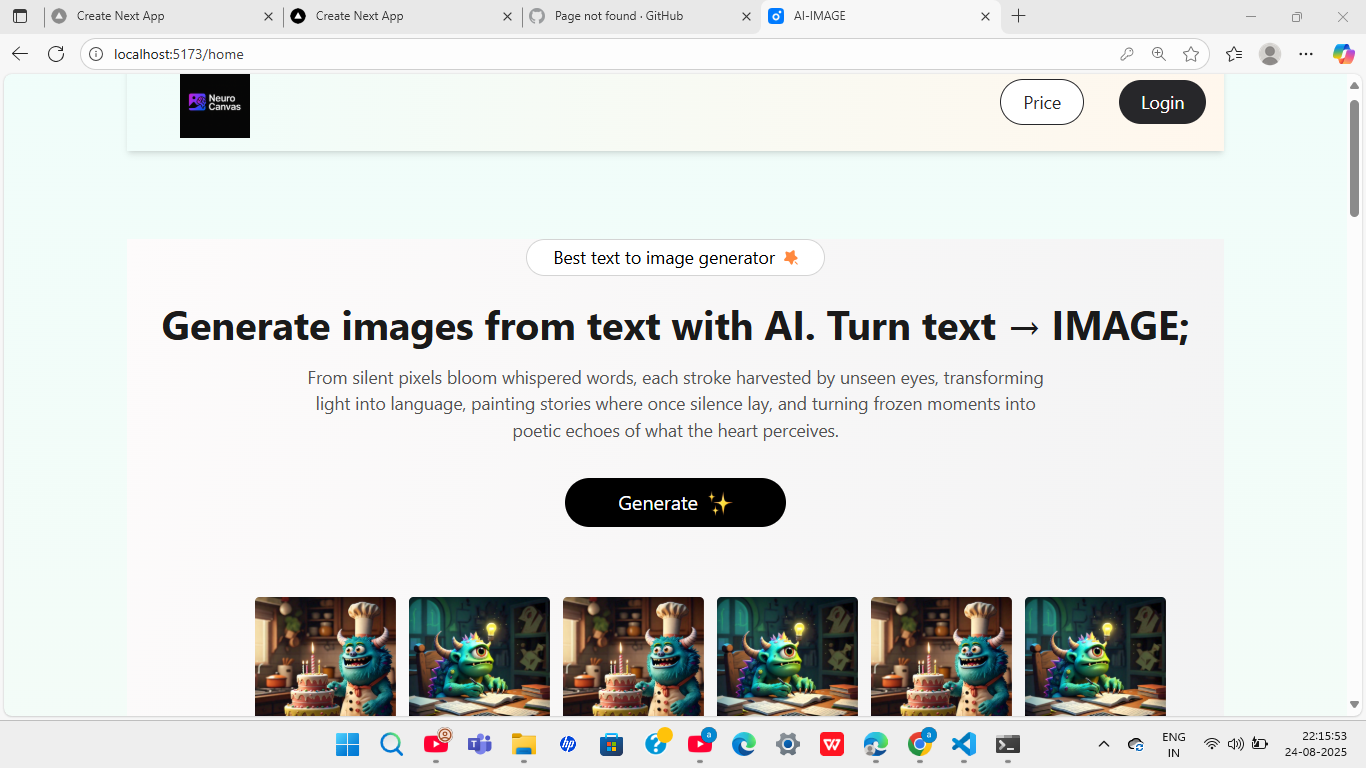 Create Next App
Create Next App
Page not found · GitHub
AI-IMAGE
localhost:5173/home
Neuro
Canvas
Price
Login
Best text to image generator
Generate images from text with AI. Turn text → IMAGE;
From silent pixels bloom whispered words, each stroke harvested by unseen eyes, transforming
light into language, painting stories where once silence lay, and turning frozen moments into
poetic echoes of what the heart perceives.
Generate ✨
hp
a
a
ENG
IN
22:15:53
24-08-2025